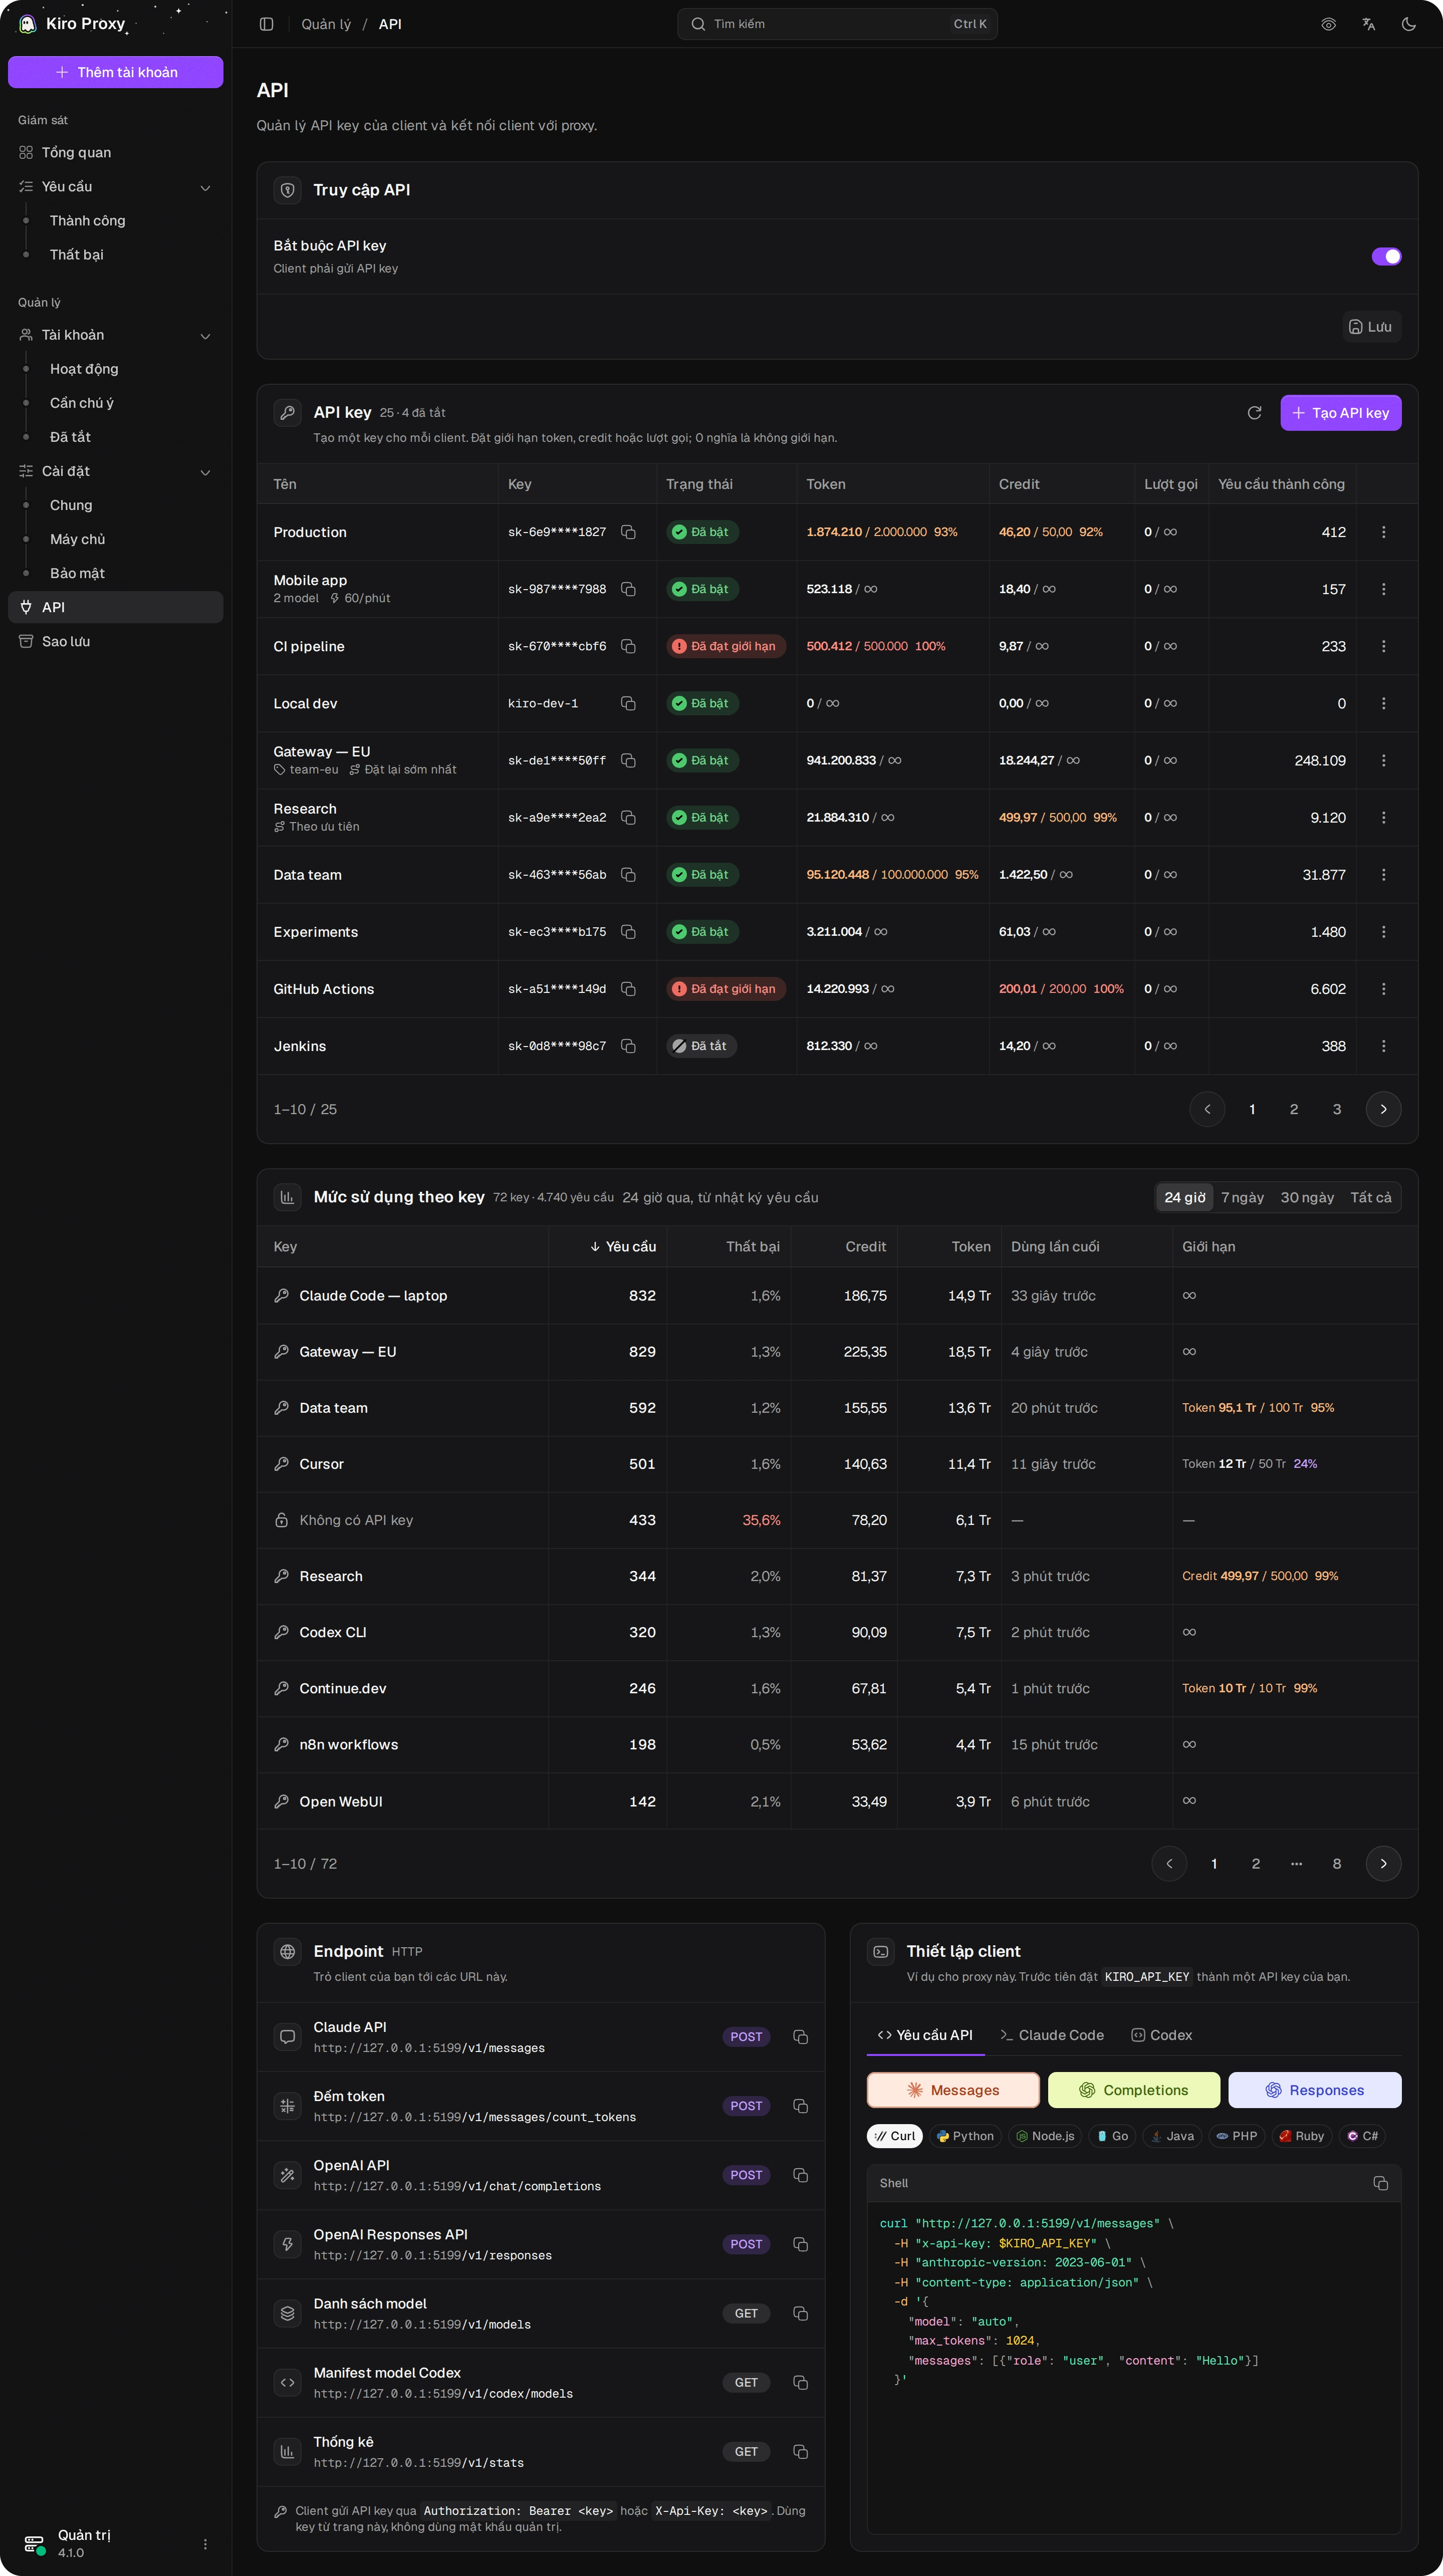 Kiro Proxy
Quản lý / API
Tìm kiếm Ctrl K
Thêm tài khoản
Giám sát
Tổng quan
Yêu cầu
Thành công
Thất bại
Quản lý
Tài khoản
Hoạt động
Cần chú ý
Đã tắt
Cài đặt
Chung
Máy chủ
Bảo mật
API
Sao lưu
Quản trị
4.1.0
API
Quản lý API key của client và kết nối client với proxy.
Truy cập API
Bắt buộc API key
Client phải gửi API key
Lưu
API key 25 · 4 đã tắt
Tạo một key cho mỗi client. Đặt giới hạn token, credit hoặc lượt gọi; 0 nghĩa là không giới hạn.
Tạo API key
Tên Key Trạng thái Token Credit Lượt gọi Yêu cầu thành công
Production sk-6e9****1827 Đã bật 1.874.210 / 2.000.000 93% 46,20 / 50,00 92% 0 / ∞ 412
Mobile app sk-987****7988 Đã bật 523.118 / ∞ 18,40 / ∞ 0 / ∞ 157
2 model 60/phút
CI pipeline sk-670****cbf6 Đã đạt giới hạn 500.412 / 500.000 100% 9,87 / ∞ 0 / ∞ 233
Local dev kiro-dev-1 Đã bật 0 / ∞ 0,00 / ∞ 0 / ∞ 0
Gateway — EU sk-de1****50ff Đã bật 941.200.833 / ∞ 18.244,27 / ∞ 0 / ∞ 248.109
team-eu Đặt lại sớm nhất
Research sk-a9e****2ea2 Đã bật 21.884.310 / ∞ 499,97 / 500,00 99% 0 / ∞ 9.120
Theo ưu tiên
Data team sk-463****56ab Đã bật 95.120.448 / 100.000.000 95% 1.422,50 / ∞ 0 / ∞ 31.877
Experiments sk-ec3****b175 Đã bật 3.211.004 / ∞ 61,03 / ∞ 0 / ∞ 1.480
GitHub Actions sk-a51****149d Đã đạt giới hạn 14.220.993 / ∞ 200,01 / 200,00 100% 0 / ∞ 6.602
Jenkins sk-0d8****98c7 Đã tắt 812.330 / ∞ 14,20 / ∞ 0 / ∞ 388
1–10 / 25 1 2 3
Mức sử dụng theo key 72 key · 4.740 yêu cầu 24 giờ qua, từ nhật ký yêu cầu
24 giờ 7 ngày 30 ngày Tất cả
Key ↓ Yêu cầu Thất bại Credit Token Dùng lần cuối Giới hạn
Claude Code — laptop 832 1,6% 186,75 14,9 Tr 33 giây trước ∞
Gateway — EU 829 1,3% 225,35 18,5 Tr 4 giây trước ∞
Data team 592 1,2% 155,55 13,6 Tr 20 phút trước Token 95,1 Tr / 100 Tr 95%
Cursor 501 1,6% 140,63 11,4 Tr 11 giây trước Token 12 Tr / 50 Tr 24%
Không có API key 433 35,6% 78,20 6,1 Tr — —
Research 344 2,0% 81,37 7,3 Tr 3 phút trước Credit 499,97 / 500,00 99%
Codex CLI 320 1,3% 90,09 7,5 Tr 2 phút trước ∞
Continue.dev 246 1,6% 67,81 5,4 Tr 1 phút trước Token 10 Tr / 10 Tr 99%
n8n workflows 198 0,5% 53,62 4,4 Tr 15 phút trước ∞
Open WebUI 142 2,1% 33,49 3,9 Tr 6 phút trước ∞
1–10 / 72 1 2 ··· 8
Endpoint HTTP
Trỏ client của bạn tới các URL này.
Claude API
http://127.0.0.1:5199/v1/messages POST
Đếm token
http://127.0.0.1:5199/v1/messages/count_tokens POST
OpenAI API
http://127.0.0.1:5199/v1/chat/completions POST
OpenAI Responses API
http://127.0.0.1:5199/v1/responses POST
Danh sách model
http://127.0.0.1:5199/v1/models GET
Manifest model Codex
http://127.0.0.1:5199/v1/codex/models GET
Thống kê
http://127.0.0.1:5199/v1/stats GET
Client gửi API key qua Authorization: Bearer <key> hoặc X-Api-Key: <key>. Dùng
key từ trang này, không dùng mật khẩu quản trị.
Thiết lập client
Ví dụ cho proxy này. Trước tiên đặt KIRO_API_KEY thành một API key của bạn.
Yêu cầu API Claude Code Codex
Messages Completions Responses
Curl Python Node.js Go Java PHP Ruby C#
Shell
curl "http://127.0.0.1:5199/v1/messages" \
-H "x-api-key: $KIRO_API_KEY" \
-H "anthropic-version: 2023-06-01" \
-H "content-type: application/json" \
-d '{
"model": "auto",
"max_tokens": 1024,
"messages": [{"role": "user", "content": "Hello"}]
}'